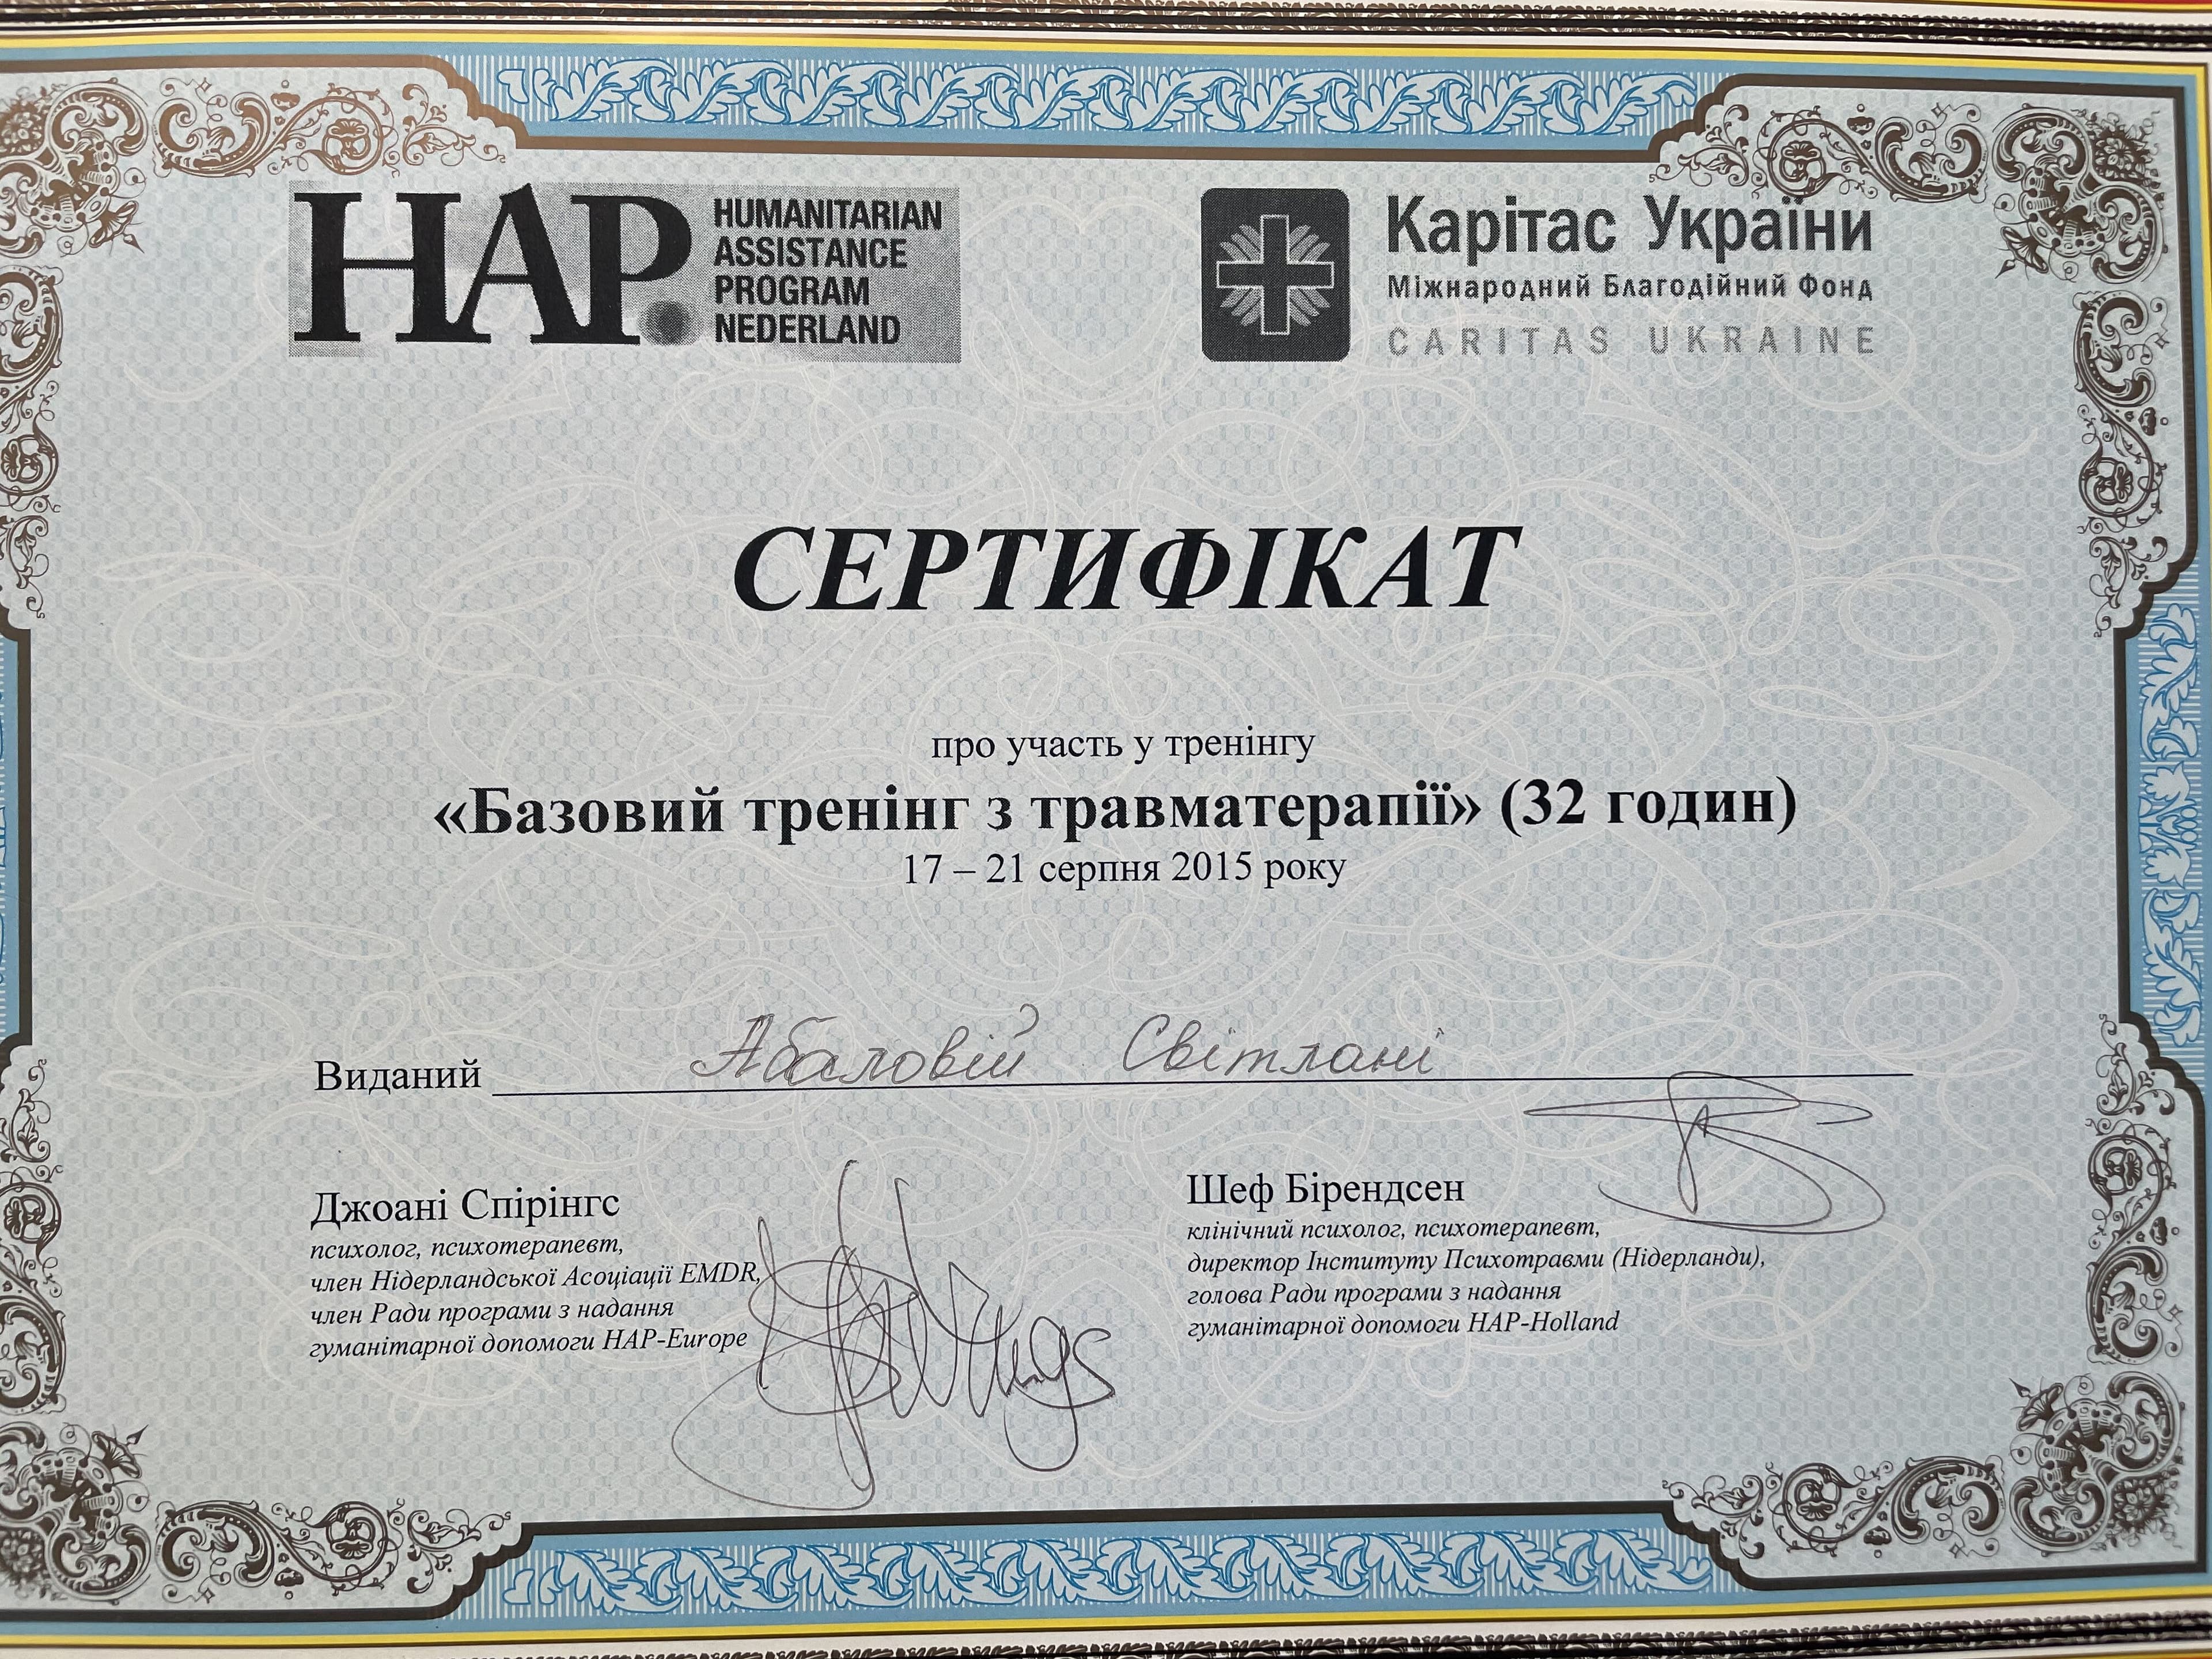 HAP.
HUMANITARIAN
ASSISTANCE
PROGRAM
NEDERLAND
Карітас України
Міжнародний Благодійний Фонд
CARITAS UKRAINE
СЕРТИФІКАТ
про участь у тренінгу
«Базовий тренінг з травматерапії» (32 годин)
17 – 21 серпня 2015 року
Виданий Абаловій Світлані
Джоані Спірінгс
психолог, психотерапевт,
член Нідерландської Асоціації EMDR,
член Ради програми з надання
гуманітарної допомоги HAP-Europe
Шеф Бірендсен
клінічний психолог, психотерапевт,
директор Інституту Психотравми (Нідерланди),
голова Ради програми з надання
гуманітарної допомоги HAP-Holland